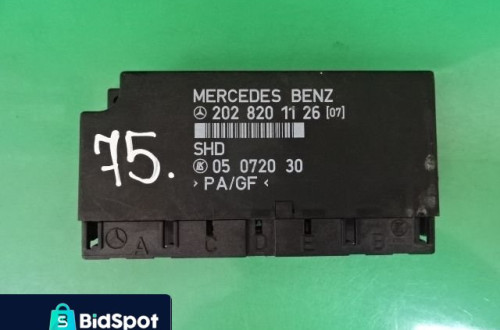 MERCEDES BENZ
202 820 11 26 [07]
SHD
05 0720 30
› PA/GF ‹
75.
A C D E B
S
BidSpot